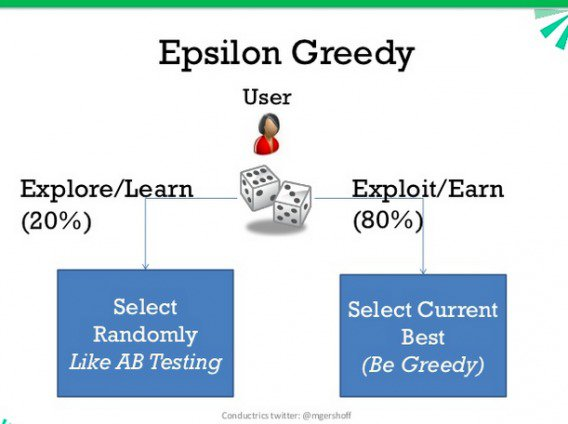 Epsilon Greedy
User
Explore/Learn
(20%)
Exploit/Earn
(80%)
Select
Randomly
Like AB Testing
Select Current
Best
(Be Greedy)
Conductrics twitter: @mgershoff